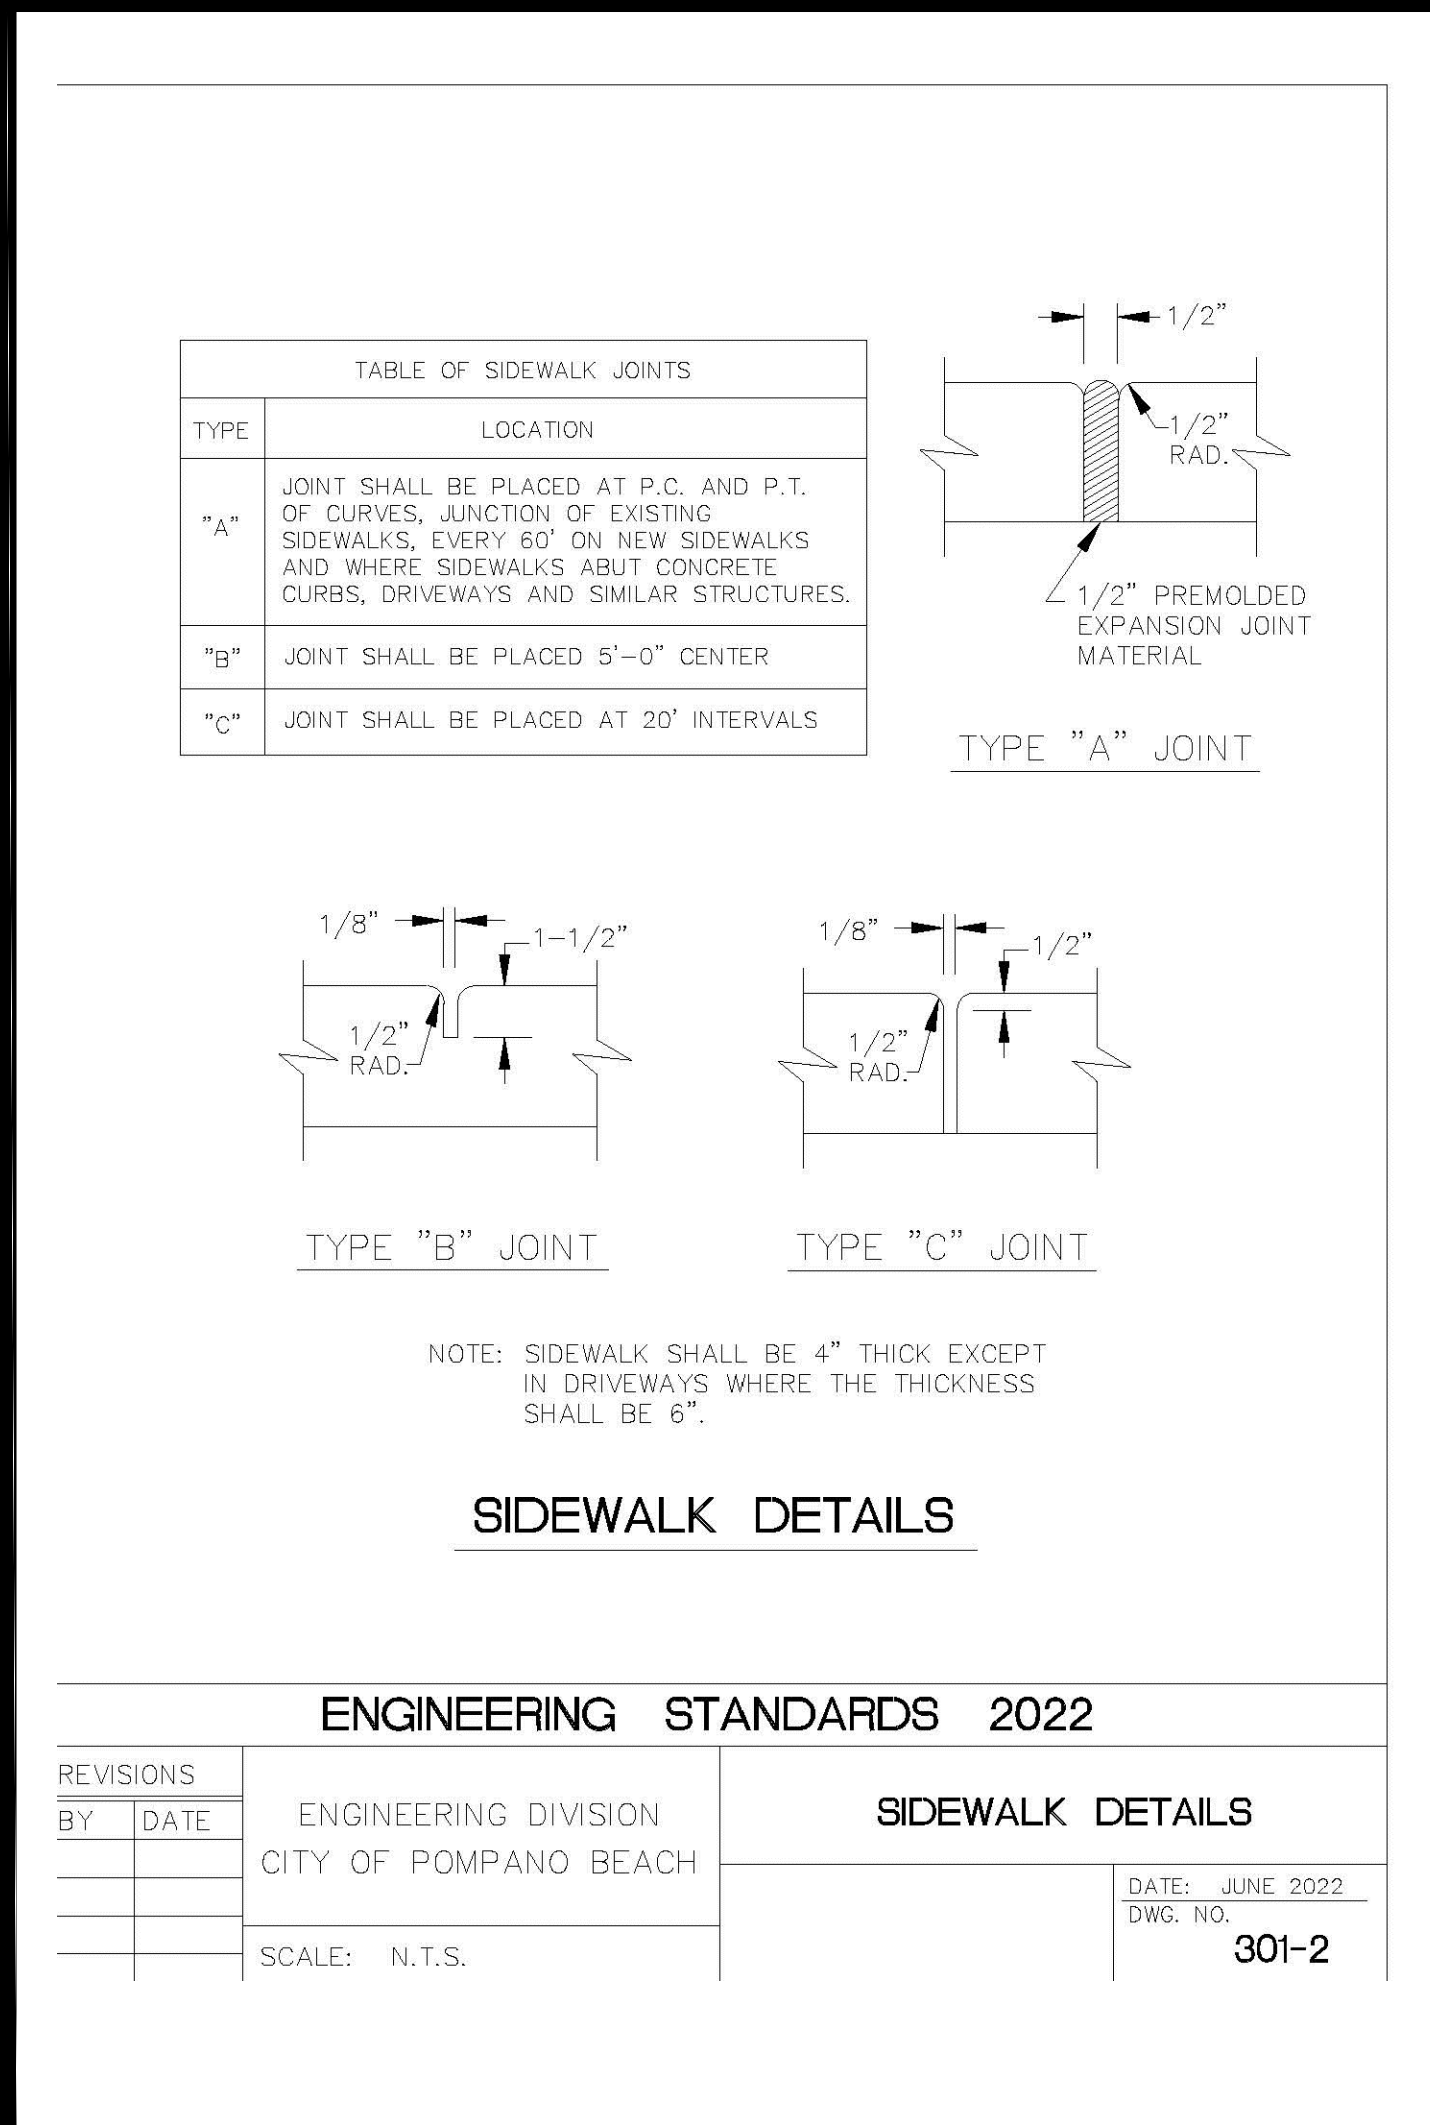 TABLE OF SIDEWALK JOINTS
TYPE LOCATION
"A"
JOINT SHALL BE PLACED AT P.C. AND P.T.
OF CURVES, JUNCTION OF EXISTING
SIDEWALKS, EVERY 60' ON NEW SIDEWALKS
AND WHERE SIDEWALKS ABUT CONCRETE
CURBS, DRIVEWAYS AND SIMILAR STRUCTURES.
"B" JOINT SHALL BE PLACED 5'-0" CENTER
"C" JOINT SHALL BE PLACED AT 20' INTERVALS
1/2"
1/2"
RAD.
1/2" PREMOLDED
EXPANSION JOINT
MATERIAL
TYPE "A" JOINT
1/8"
1-1/2"
1/2"
RAD.
TYPE "B" JOINT
1/8"
1/2"
1/2"
RAD.
TYPE "C" JOINT
NOTE: SIDEWALK SHALL BE 4" THICK EXCEPT
IN DRIVEWAYS WHERE THE THICKNESS
SHALL BE 6".
SIDEWALK DETAILS
ENGINEERING STANDARDS 2022
REVISIONS
BY DATE
ENGINEERING DIVISION
CITY OF POMPANO BEACH
SCALE: N.T.S.
SIDEWALK DETAILS
DATE: JUNE 2022
DWG. NO.
301-2